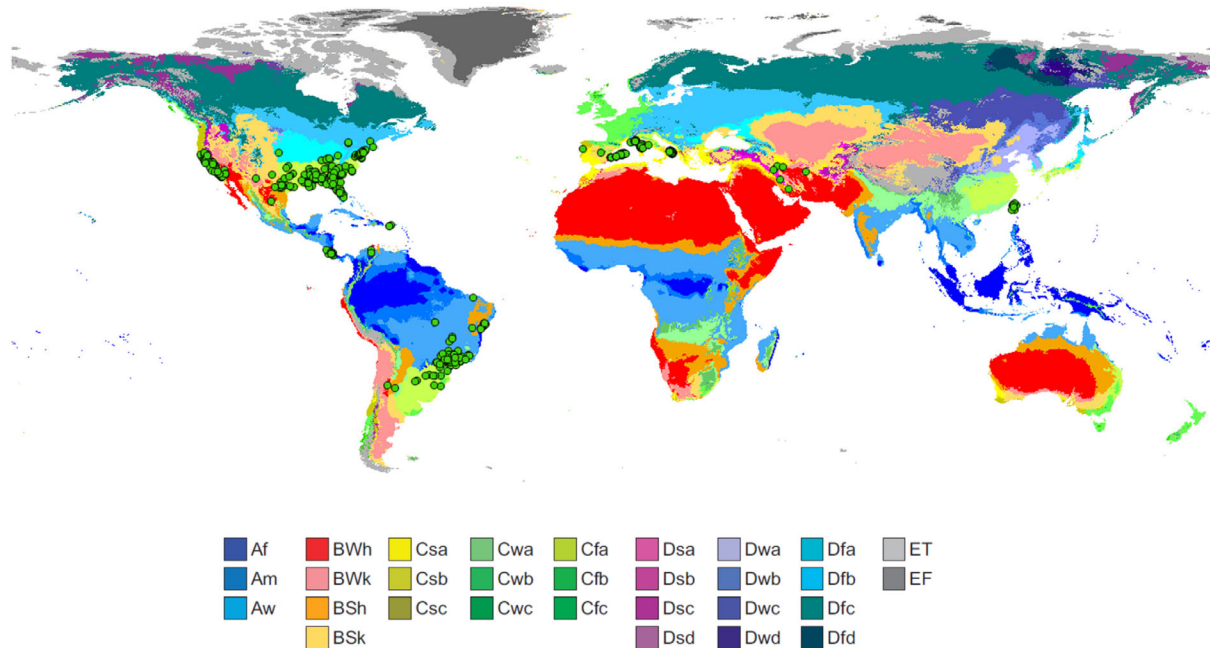 Af BWh Csa Cwa Cfa Dsa Dwa Dfa ET
Am BWk Csb Cwb Cfb Dsb Dwb Dfb EF
Aw BSh Csc Cwc Cfc Dsc Dwc Dfc
BSk Dsd Dwd Dfd